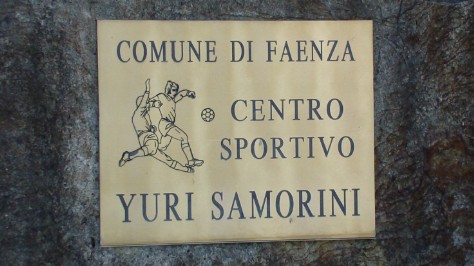 COMUNE DI FAENZA
CENTRO
SPORTIVO
YURI SAMORINI